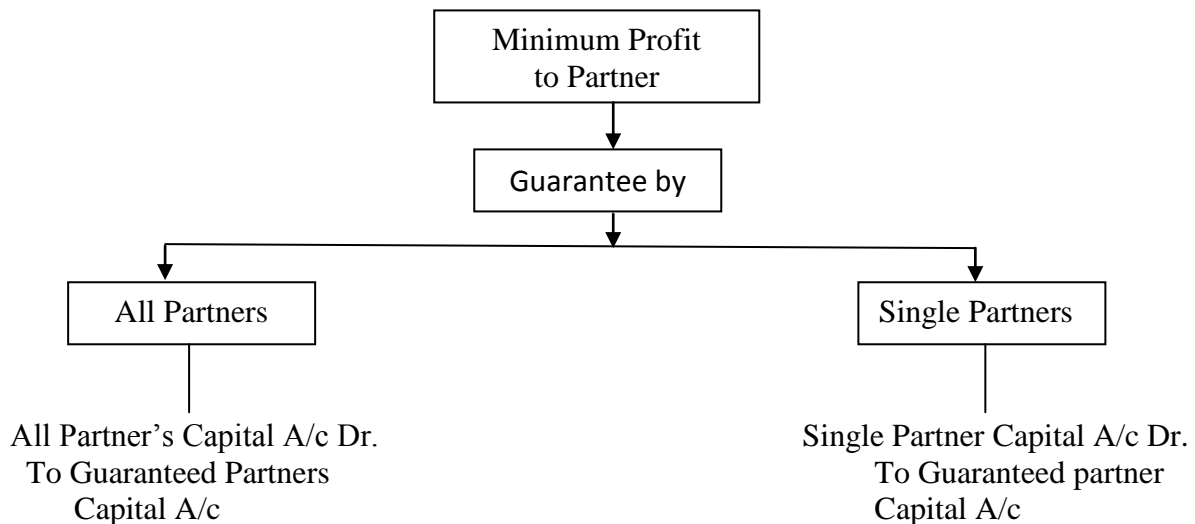 Minimum Profit
to Partner
Guarantee by
All Partners
Single Partners
All Partner’s Capital A/c Dr.
To Guaranteed Partners
Capital A/c
Single Partner Capital A/c Dr.
To Guaranteed partner
Capital A/c